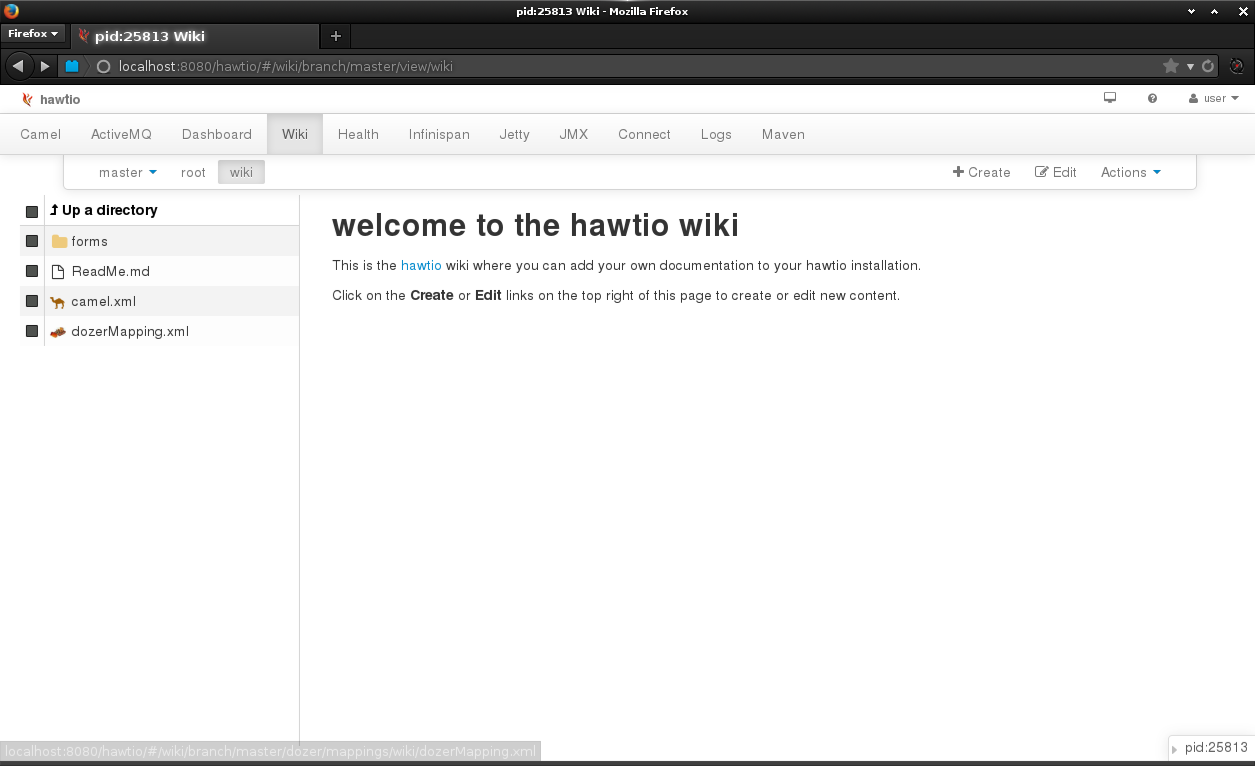 pid:25813 Wiki - Mozilla Firefox
Firefox
pid:25813 Wiki
localhost:8080/hawtio/#/wiki/branch/master/view/wiki
hawtio
user
Camel ActiveMQ Dashboard Wiki Health Infinispan Jetty JMX Connect Logs Maven
master root wiki Create Edit Actions
Up a directory
forms
ReadMe.md
camel.xml
dozerMapping.xml
welcome to the hawtio wiki
This is the hawtio wiki where you can add your own documentation to your hawtio installation.
Click on the Create or Edit links on the top right of this page to create or edit new content.
localhost:8080/hawtio/#/wiki/branch/master/dozer/mappings/wiki/dozerMapping.xml
pid:25813